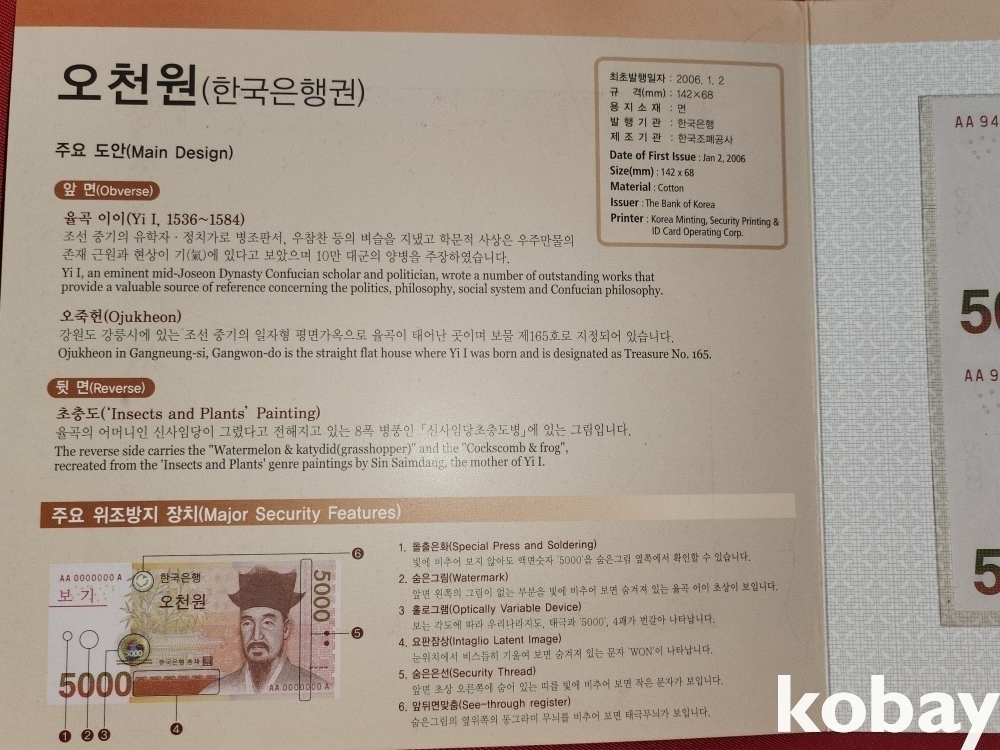 오천원(한국은행권)
최초발행일자 : 2006. 1. 2
규 격(mm) : 142×68
용 지 소 재 : 면
발 행 기 관 : 한국은행
제 조 기 관 : 한국조폐공사
Date of First Issue : Jan 2, 2006
Size(mm) : 142 x 68
Material : Cotton
Issuer : The Bank of Korea
Printer : Korea Minting, Security Printing &
ID Card Operating Corp.
주요 도안(Main Design)
앞 면(Obverse)
율곡 이이(Yi I, 1536~1584)
조선 중기의 유학자 · 정치가로 병조판서, 우찬찬 등의 벼슬을 지냈고 학문적 사상은 우주만물의
존재 근원과 현상이 기(氣)에 있다고 보았으며 10만 대군의 양병을 주장하였습니다.
Yi I, an eminent mid-Joseon Dynasty Confucian scholar and politician, wrote a number of outstanding works that
provide a valuable source of reference concerning the politics, philosophy, social system and Confucian philosophy.
오죽헌(Ojukheon)
강원도 강릉시에 있는 조선 중기의 일자형 평면가옥으로 율곡이 태어난 곳이며 보물 제165호로 지정되어 있습니다.
Ojukheon in Gangneung-si, Gangwon-do is the straight flat house where Yi I was born and is designated as Treasure No. 165.
뒷 면(Reverse)
초충도('Insects and Plants' Painting)
율곡의 어머니인 신사임당이 그렸다고 전해지고 있는 8폭 병풍인 「신사임당초충도병」에 있는 그림입니다.
The reverse side carries the "Watermelon & katydid(grasshopper)" and the "Cockscomb & frog",
recreated from the 'Insects and Plants' genre paintings by Sin Saimdang, the mother of Yi I.
주요 위조방지 장치(Major Security Features)
1. 돌출은화(Special Press and Soldering)
빛에 비추어 보지 않아도 액면숫자 '5000'을 숨은그림 옆쪽에서 확인할 수 있습니다.
2. 숨은그림(Watermark)
앞면 왼쪽의 그림이 없는 부분을 빛에 비추어 보면 숨겨져 있는 율곡 이이 초상이 보입니다.
3 홀로그램(Optically Variable Device)
보는 각도에 따라 우리나라지도, 태극과 '5000', 4괘가 번갈아 나타납니다.
4. 요판잠상(Intaglio Latent Image)
눈위치에서 비스듬히 기울여 보면 숨겨져 있는 문자 'WON'이 나타납니다.
5. 숨은은선(Security Thread)
앞면 초상 오른쪽에 숨어 있는 띠를 빛에 비추어 보면 작은 문자가 보입니다.
6. 앞뒤면맞춤(See-through register)
숨은그림의 옆위쪽의 동그라미 무늬를 비추어 보면 태극무늬가 보입니다.
AA 0000000 A
보기
한국은행
오천원
5000
한국은행 총재
5000
AA 0000000 A
6
5
4
1 2 3
AA 94
50
AA 9
5
kobay